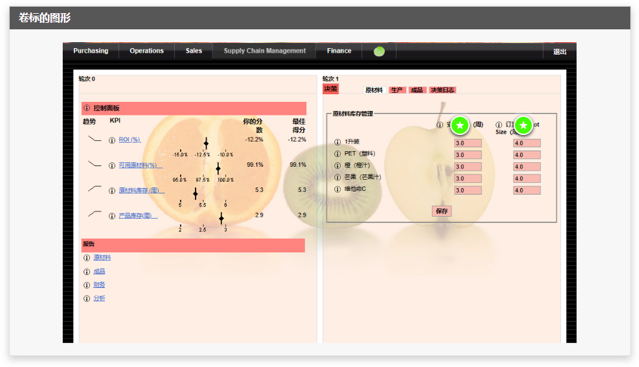 卷标的图形
Purchasing Operations Sales Supply Chain Management Finance 退出
轮次 0
控制面板
趋势 KPI 你的分数 最佳得分
ROI (%) -12.2% -12.2%
-15.0% -12.5% -10.0%
可用原材料(%) 99.1% 99.1%
95.0% 97.5% 100.0%
原材料库存(周) 5.3 5.3
5 5.5 6
产品库存(周) 2.9 2.9
2 2.5 3
报告
原材料
成品
财务
分析
轮次 1
决策 原材料 生产 成品 决策日志
原材料库存管理
(周) 订 ot
Size (周)
1升装 3.0 4.0
PET（塑料） 3.0 4.0
橙（橙汁） 3.0 4.0
芒果（芒果汁） 3.0 4.0
维他命C 3.0 4.0
保存